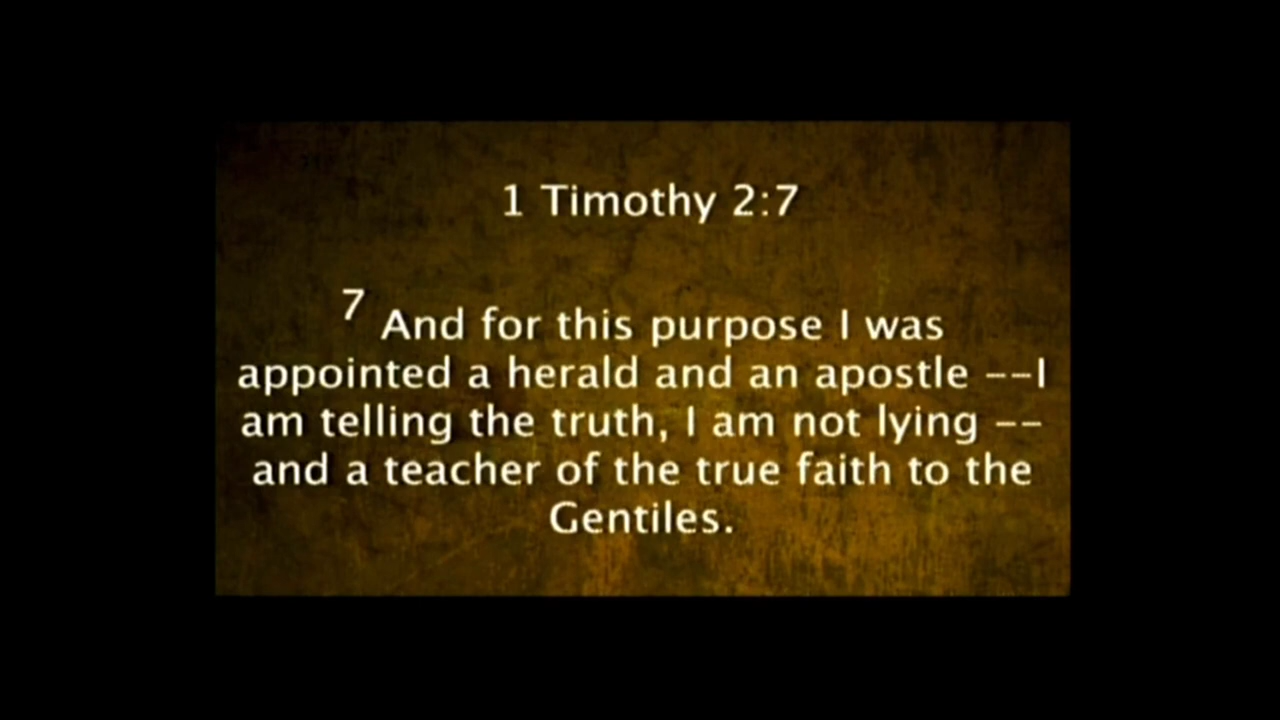 1 Timothy 2:7
7 And for this purpose I was
appointed a herald and an apostle --I
am telling the truth, I am not lying --
and a teacher of the true faith to the
Gentiles.